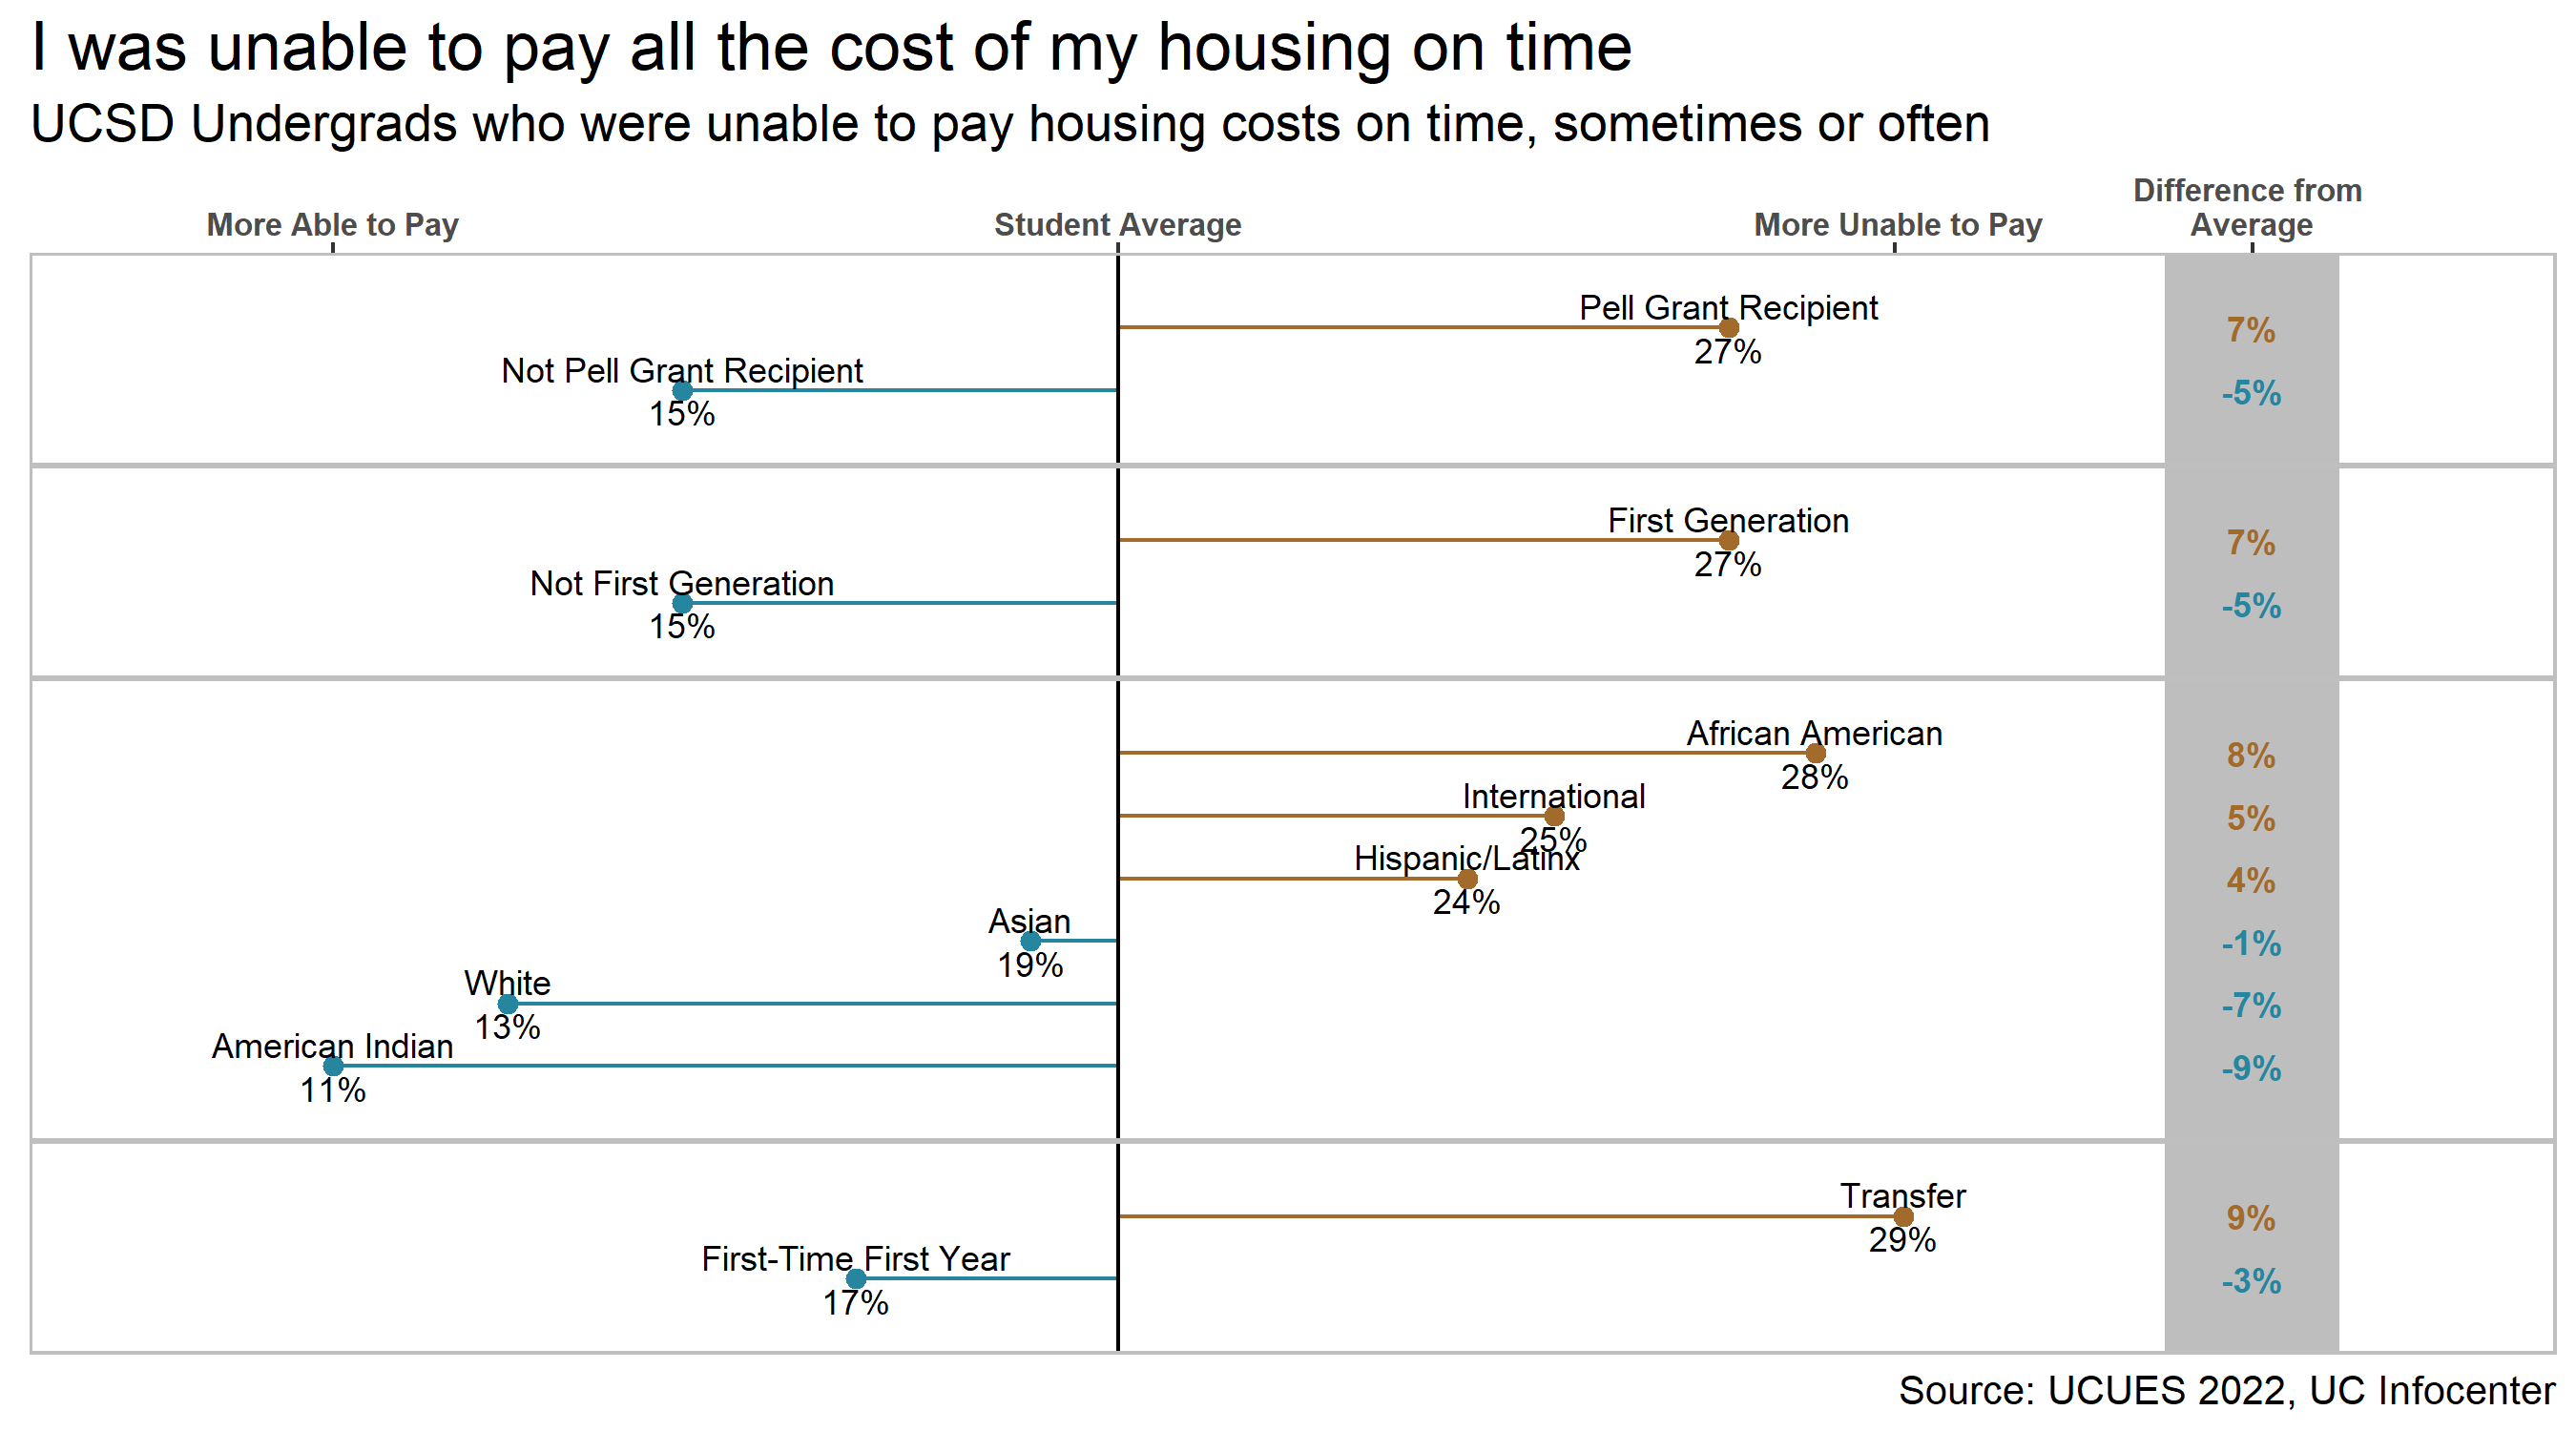 I was unable to pay all the cost of my housing on time
UCSD Undergrads who were unable to pay housing costs on time, sometimes or often
More Able to Pay
Student Average
More Unable to Pay
Difference from
Average
Pell Grant Recipient
27%
7%
Not Pell Grant Recipient
15%
-5%
First Generation
27%
7%
Not First Generation
15%
-5%
African American
28%
8%
International
25%
5%
Hispanic/Latinx
24%
4%
Asian
19%
-1%
White
13%
-7%
American Indian
11%
-9%
Transfer
29%
9%
First-Time First Year
17%
-3%
Source: UCUES 2022, UC Infocenter